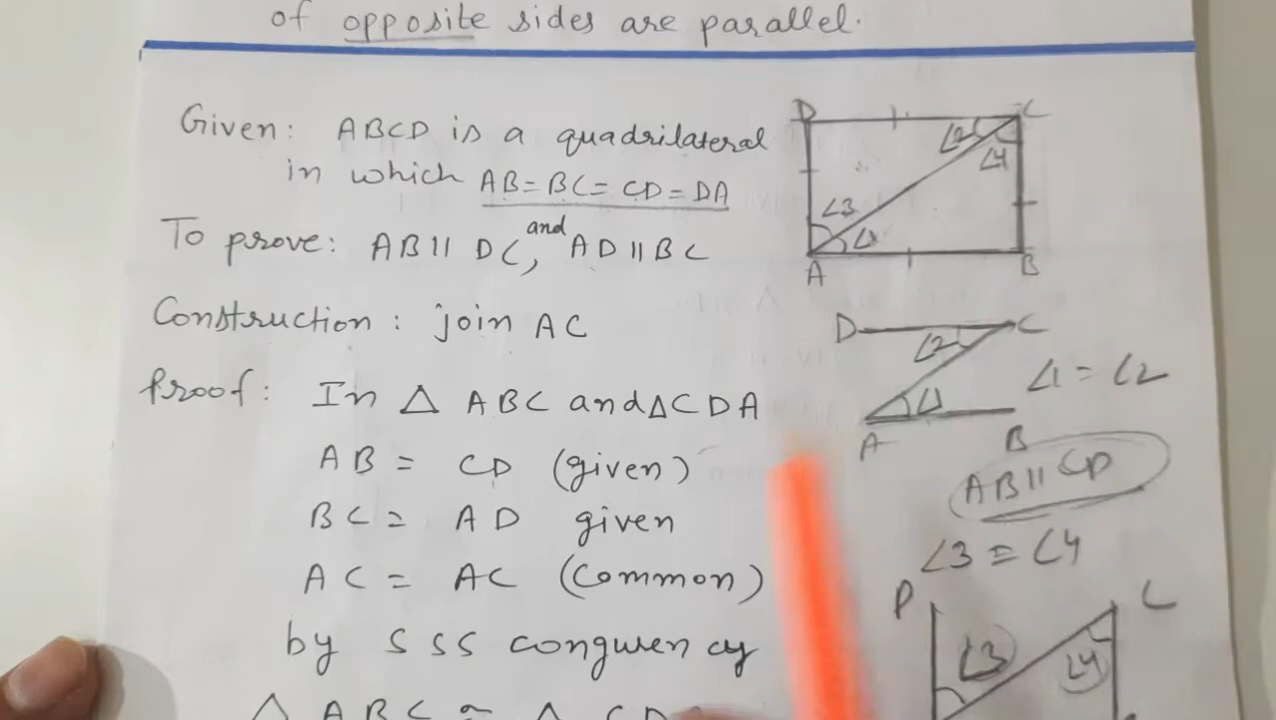 of opposite sides are parallel.
Given: ABCD is a quadrilateral
in which AB = BC = CD = DA
To prove: AB || DC, and AD || BC
Construction: join AC
Proof: In △ ABC and △ CDA
AB = CD (given)
BC = AD given
AC = AC (Common)
by SSS congruency
△ ABC ≅ △ CDA
D C
∠2
∠4
∠3
∠1
A B
D C
∠2
∠1
A B
∠1 = ∠2
AB || CD
∠3 = ∠4
D C
∠3 ∠4